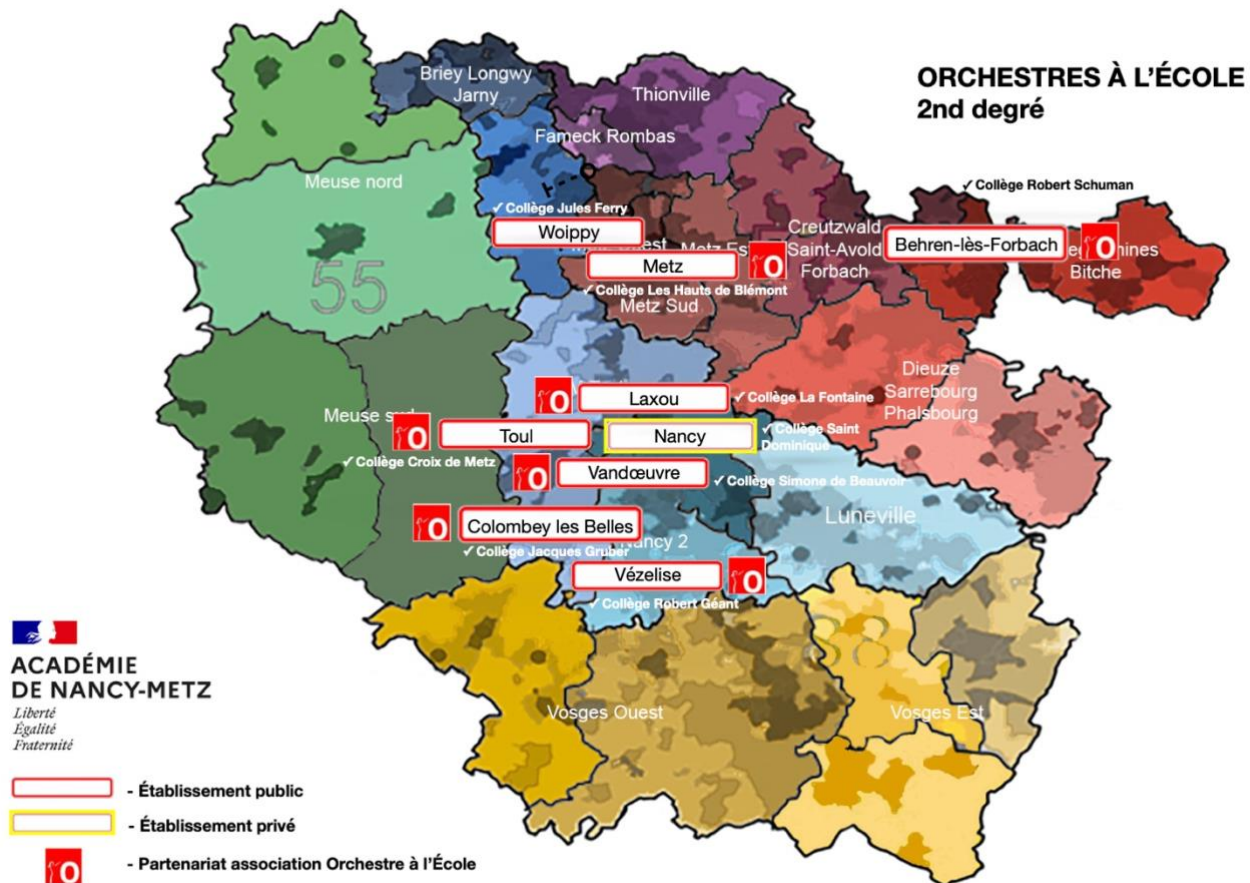 ORCHESTRES À L'ÉCOLE
2nd degré
Briey Longwy
Jarny
Thionville
Fameck Rombas
Meuse nord
55
✓ Collège Robert Schuman
✓ Collège Jules Ferry
Woippy
Creutzwald
Saint-Avold
Forbach
Behren-lès-Forbach
Bitche
Metz
✓ Collège Les Hauts de Blémont
Metz Sud
Dieuze
Sarrebourg
Phalsbourg
Laxou
✓ Collège La Fontaine
Meuse sud
Toul
✓ Collège Croix de Metz
Nancy
✓ Collège Saint
Dominique
Vandœuvre
✓ Collège Simone de Beauvoir
Luneville
Colombey les Belles
✓ Collège Jacques Gruber
Nancy 2
Vézelise
✓ Collège Robert Géant
Vosges Ouest
Vosges Est
ACADÉMIE
DE NANCY-METZ
Liberté
Égalité
Fraternité
- Établissement public
- Établissement privé
- Partenariat association Orchestre à l'École